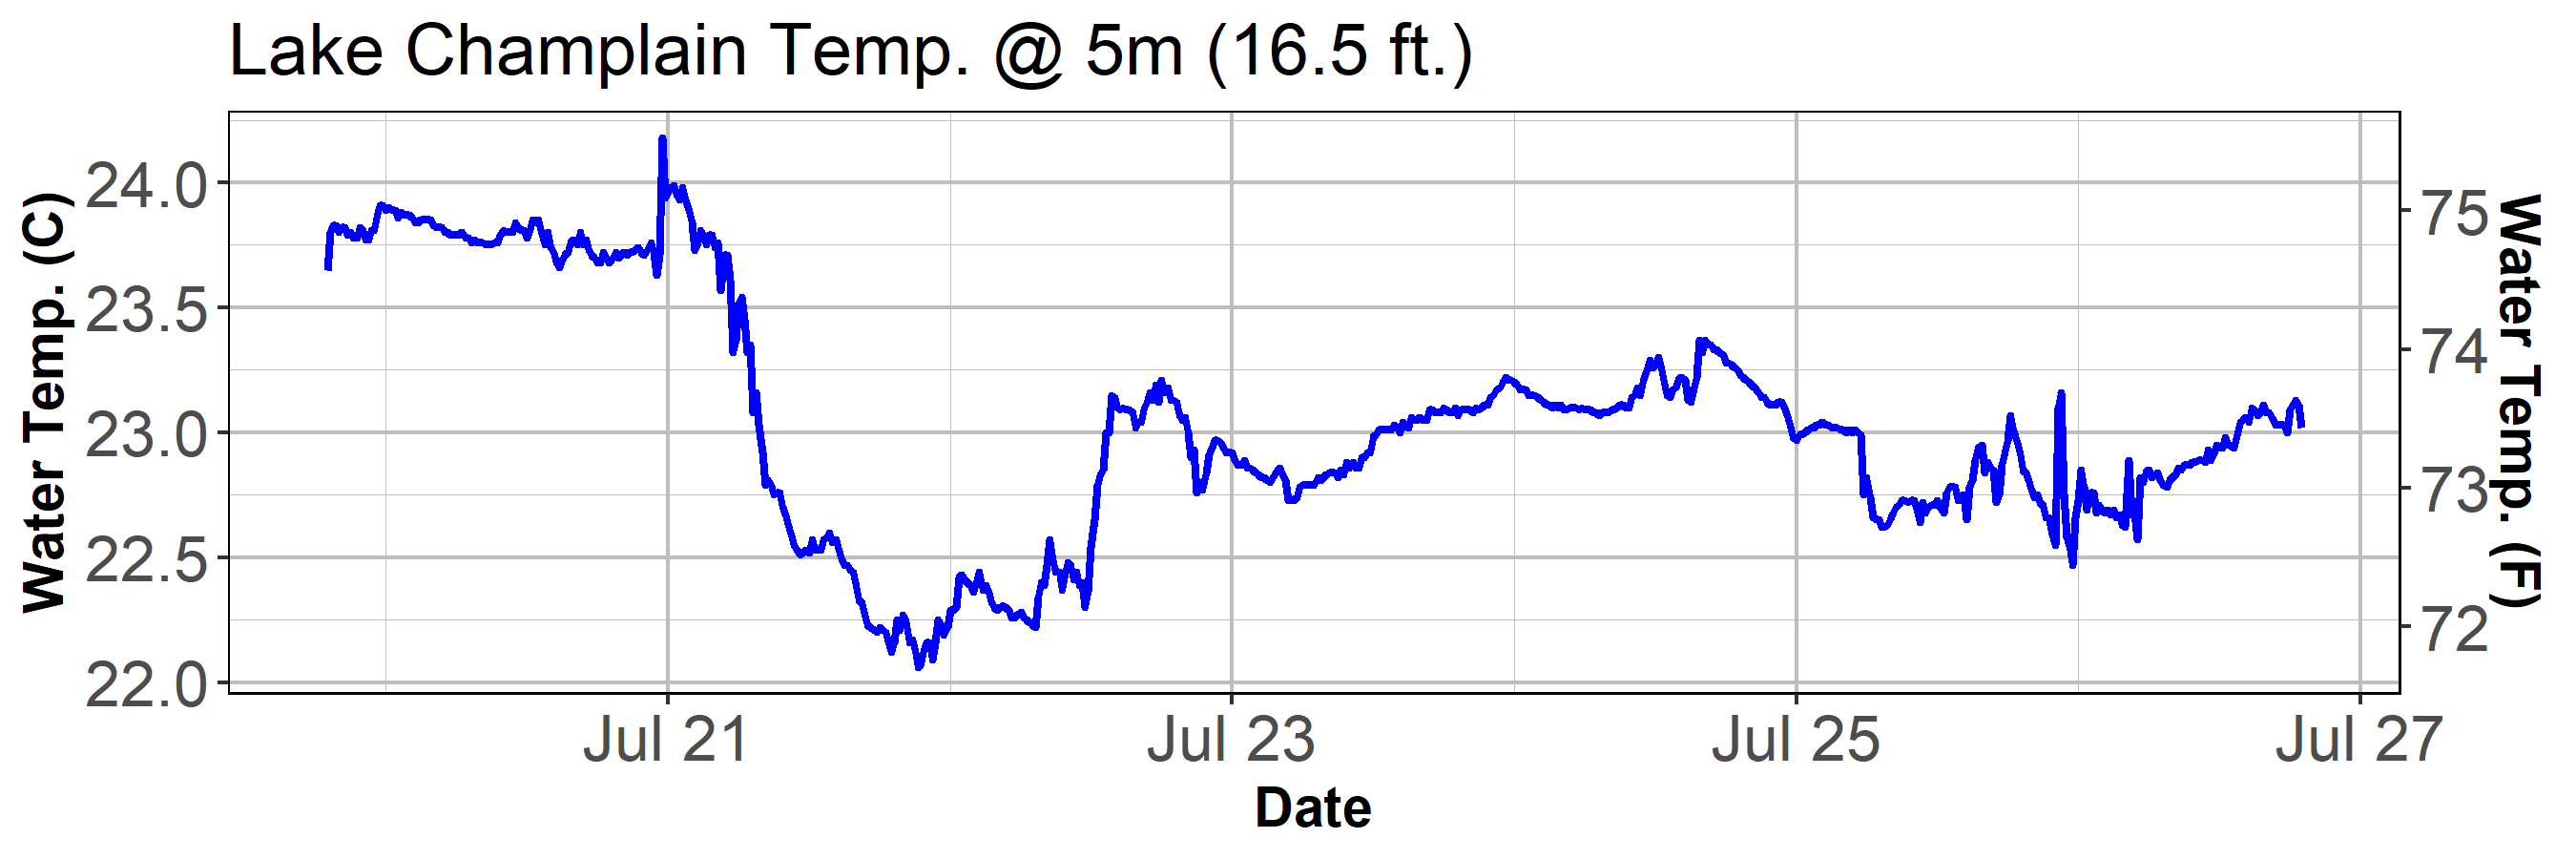 Lake Champlain Temp. @ 5m (16.5 ft.)
Water Temp. (C)
24.0
23.5
23.0
22.5
22.0
75
74
73
72
Water Temp. (F)
Jul 21 Jul 23 Jul 25 Jul 27
Date